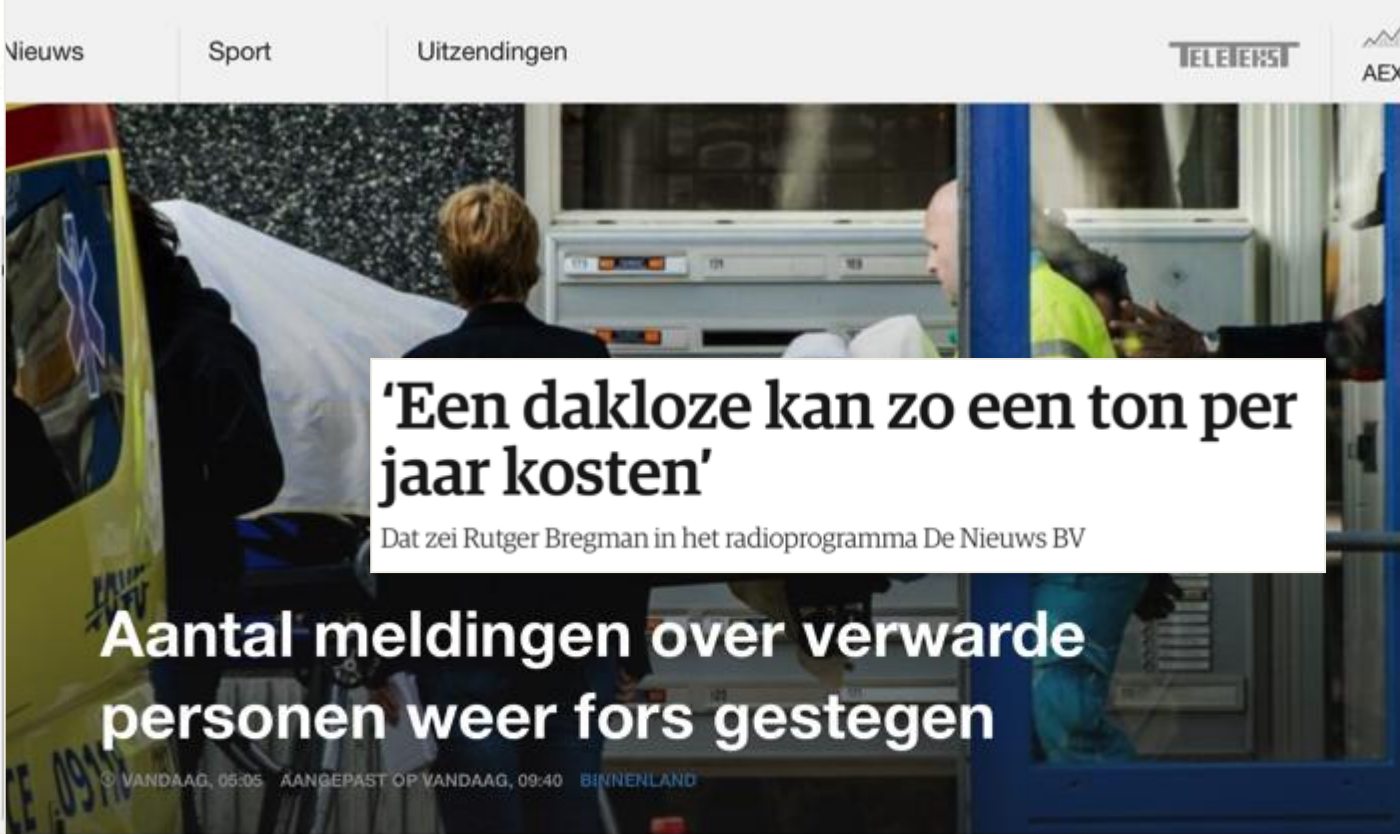 Nieuws
Sport
Uitzendingen
TELETEKST
AEX
‘Een dakloze kan zo een ton per
jaar kosten’
Dat zei Rutger Bregman in het radioprogramma De Nieuws BV
Aantal meldingen over verwarde
personen weer fors gestegen
VANDAAG, 05:05 AANGEPAST OP VANDAAG, 09:40 BINNENLAND